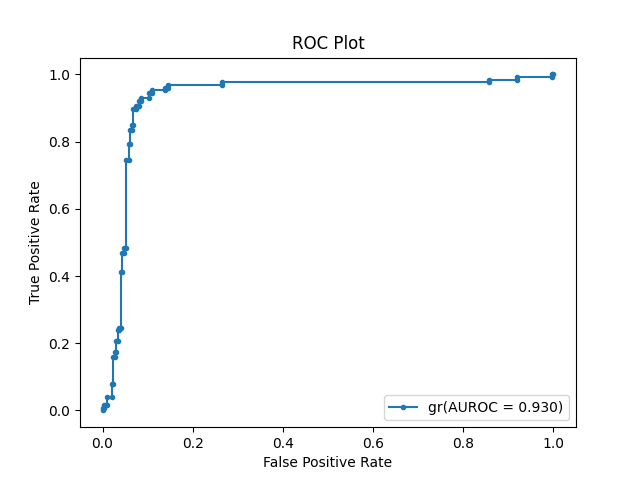 ROC Plot
1.0
0.8
0.6
0.4
0.2
0.0
True Positive Rate
0.0 0.2 0.4 0.6 0.8 1.0
False Positive Rate
gr(AUROC = 0.930)